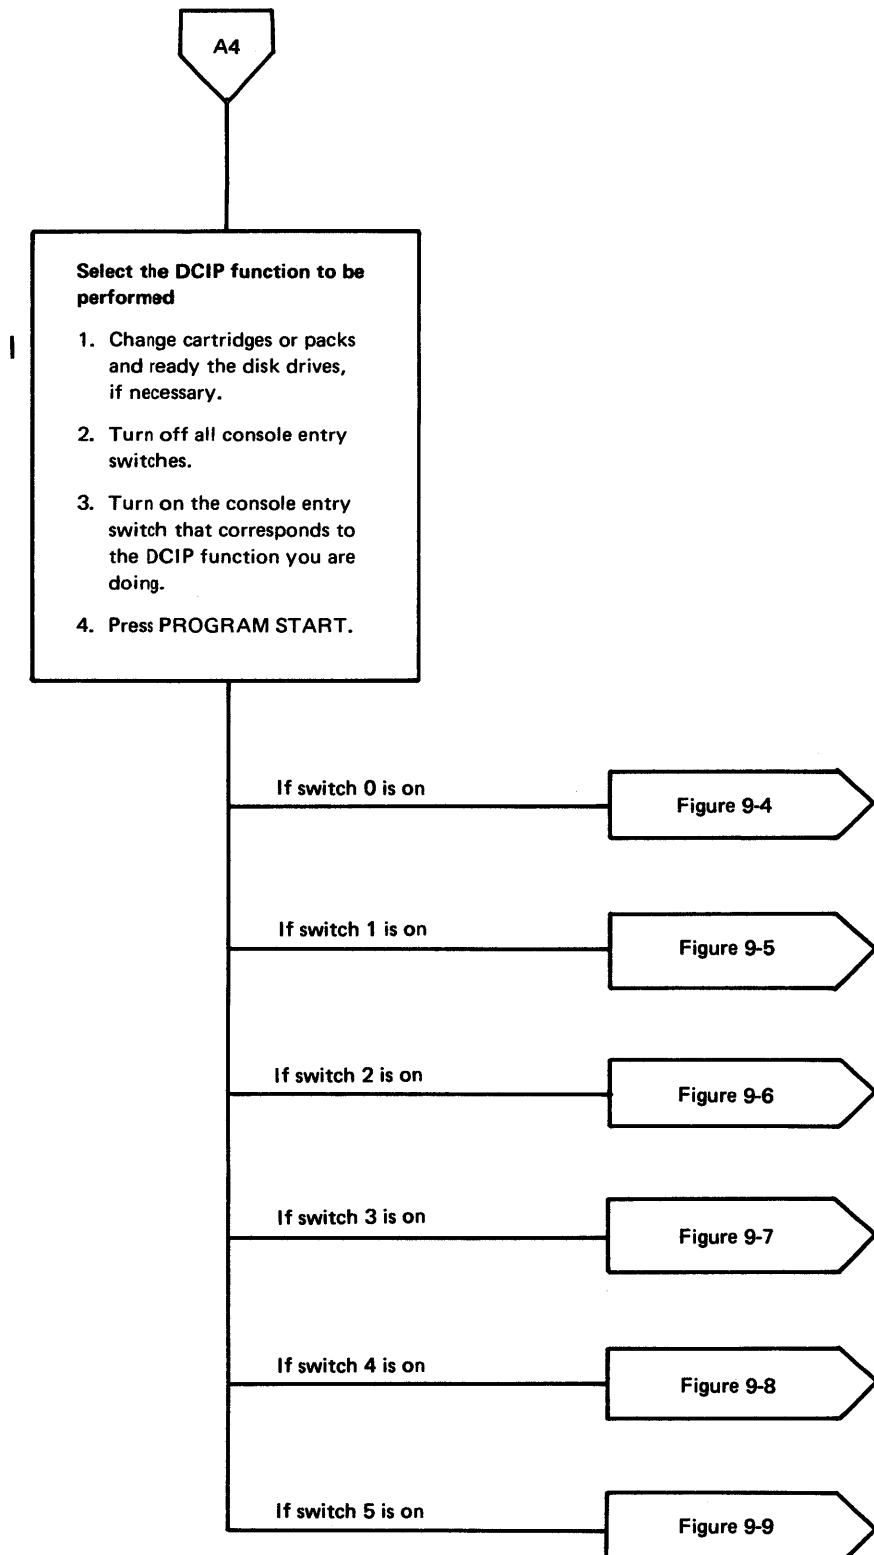 A4
Select the DCIP function to be
performed
1. Change cartridges or packs
and ready the disk drives,
if necessary.
2. Turn off all console entry
switches.
3. Turn on the console entry
switch that corresponds to
the DCIP function you are
doing.
4. Press PROGRAM START.
If switch 0 is on
Figure 9-4
If switch 1 is on
Figure 9-5
If switch 2 is on
Figure 9-6
If switch 3 is on
Figure 9-7
If switch 4 is on
Figure 9-8
If switch 5 is on
Figure 9-9